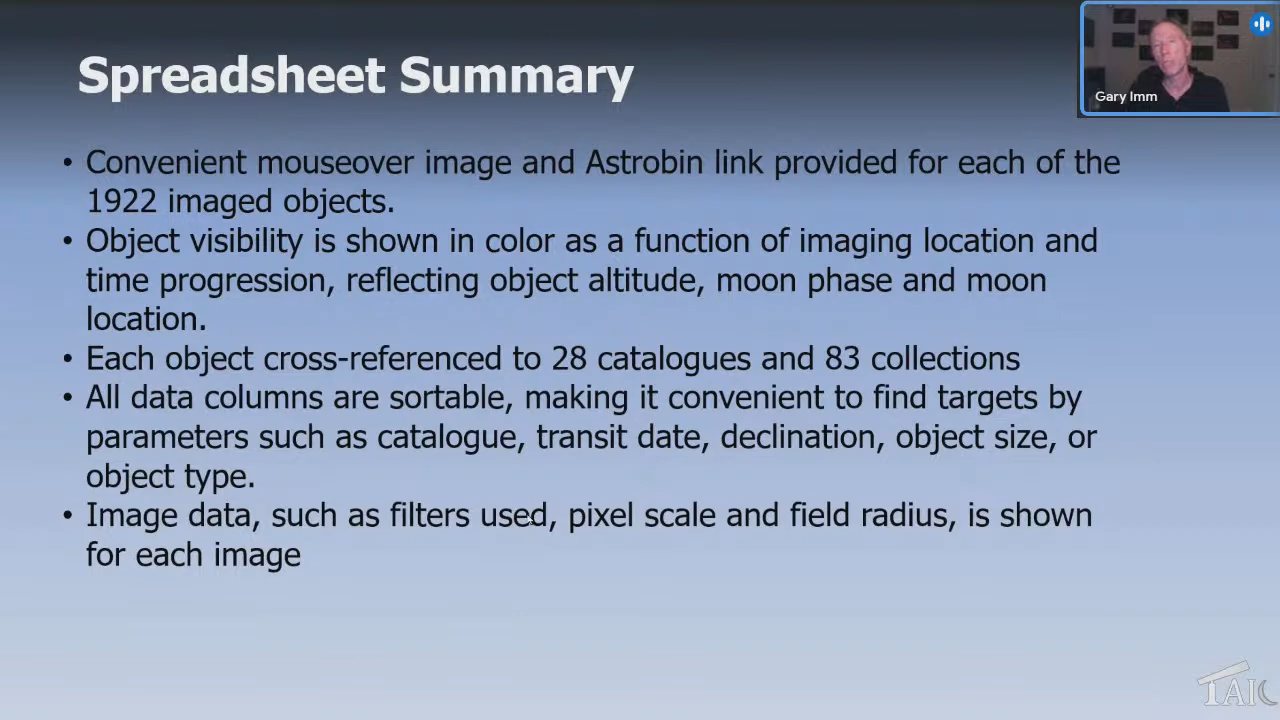 Spreadsheet Summary
Gary Imm
• Convenient mouseover image and Astrobin link provided for each of the
1922 imaged objects.
• Object visibility is shown in color as a function of imaging location and
time progression, reflecting object altitude, moon phase and moon
location.
• Each object cross-referenced to 28 catalogues and 83 collections
• All data columns are sortable, making it convenient to find targets by
parameters such as catalogue, transit date, declination, object size, or
object type.
• Image data, such as filters used, pixel scale and field radius, is shown
for each image
TAIC